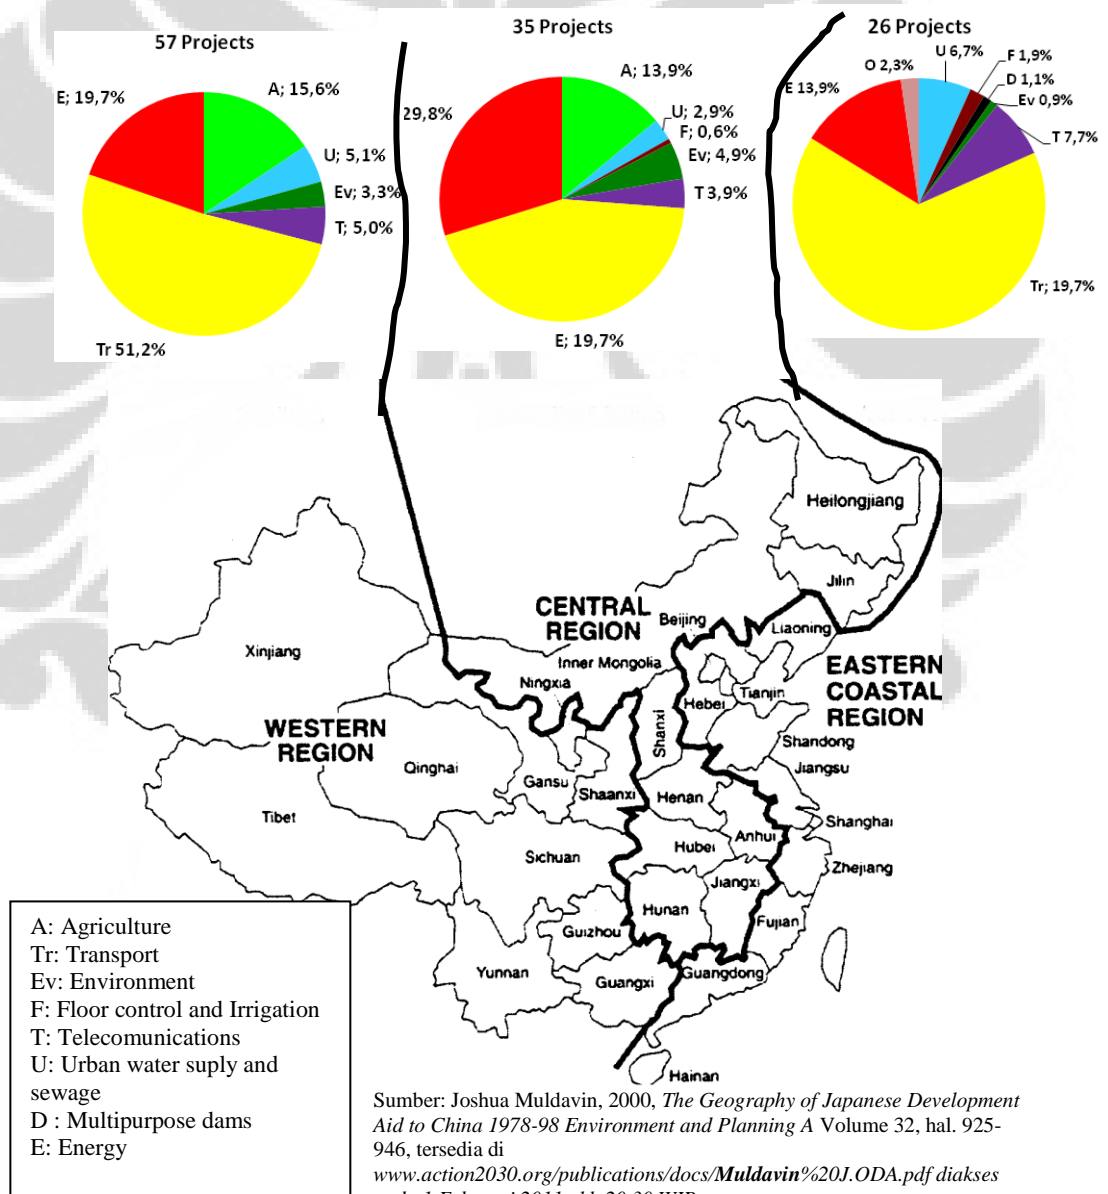 57 Projects
35 Projects
26 Projects
E; 19,7%
A; 15,6%
U; 5,1%
Ev; 3,3%
T; 5,0%
Tr 51,2%
29,8%
A; 13,9%
U; 2,9%
F; 0,6%
Ev; 4,9%
T 3,9%
E; 19,7%
E 13,9%
O 2,3%
U 6,7%
F 1,9%
D 1,1%
Ev 0,9%
T 7,7%
Tr; 19,7%
Heilongjiang
Jilin
CENTRAL
REGION
Beijing
Liaoning
Xinjiang
Inner Mongolia
Ningxia
EASTERN
COASTAL
REGION
Tianjin
Hebei
WESTERN
REGION
Shanxi
Shandong
Qinghai
Jiangsu
Gansu
Shaanxi
Henan
Tibet
Shanghai
Anhui
Hubei
Sichuan
Zhejiang
Jiangxi
Hunan
Fujian
Guizhou
Yunnan
Guangxi
Guangdong
Hainan
A: Agriculture
Tr: Transport
Ev: Environment
F: Floor control and Irrigation
T: Telecomunications
U: Urban water suply and
sewage
D : Multipurpose dams
E: Energy
Sumber: Joshua Muldavin, 2000, The Geography of Japanese Development
Aid to China 1978-98 Environment and Planning A Volume 32, hal. 925-
946, tersedia di
www.action2030.org/publications/docs/Muldavin%20J.ODA.pdf diakses